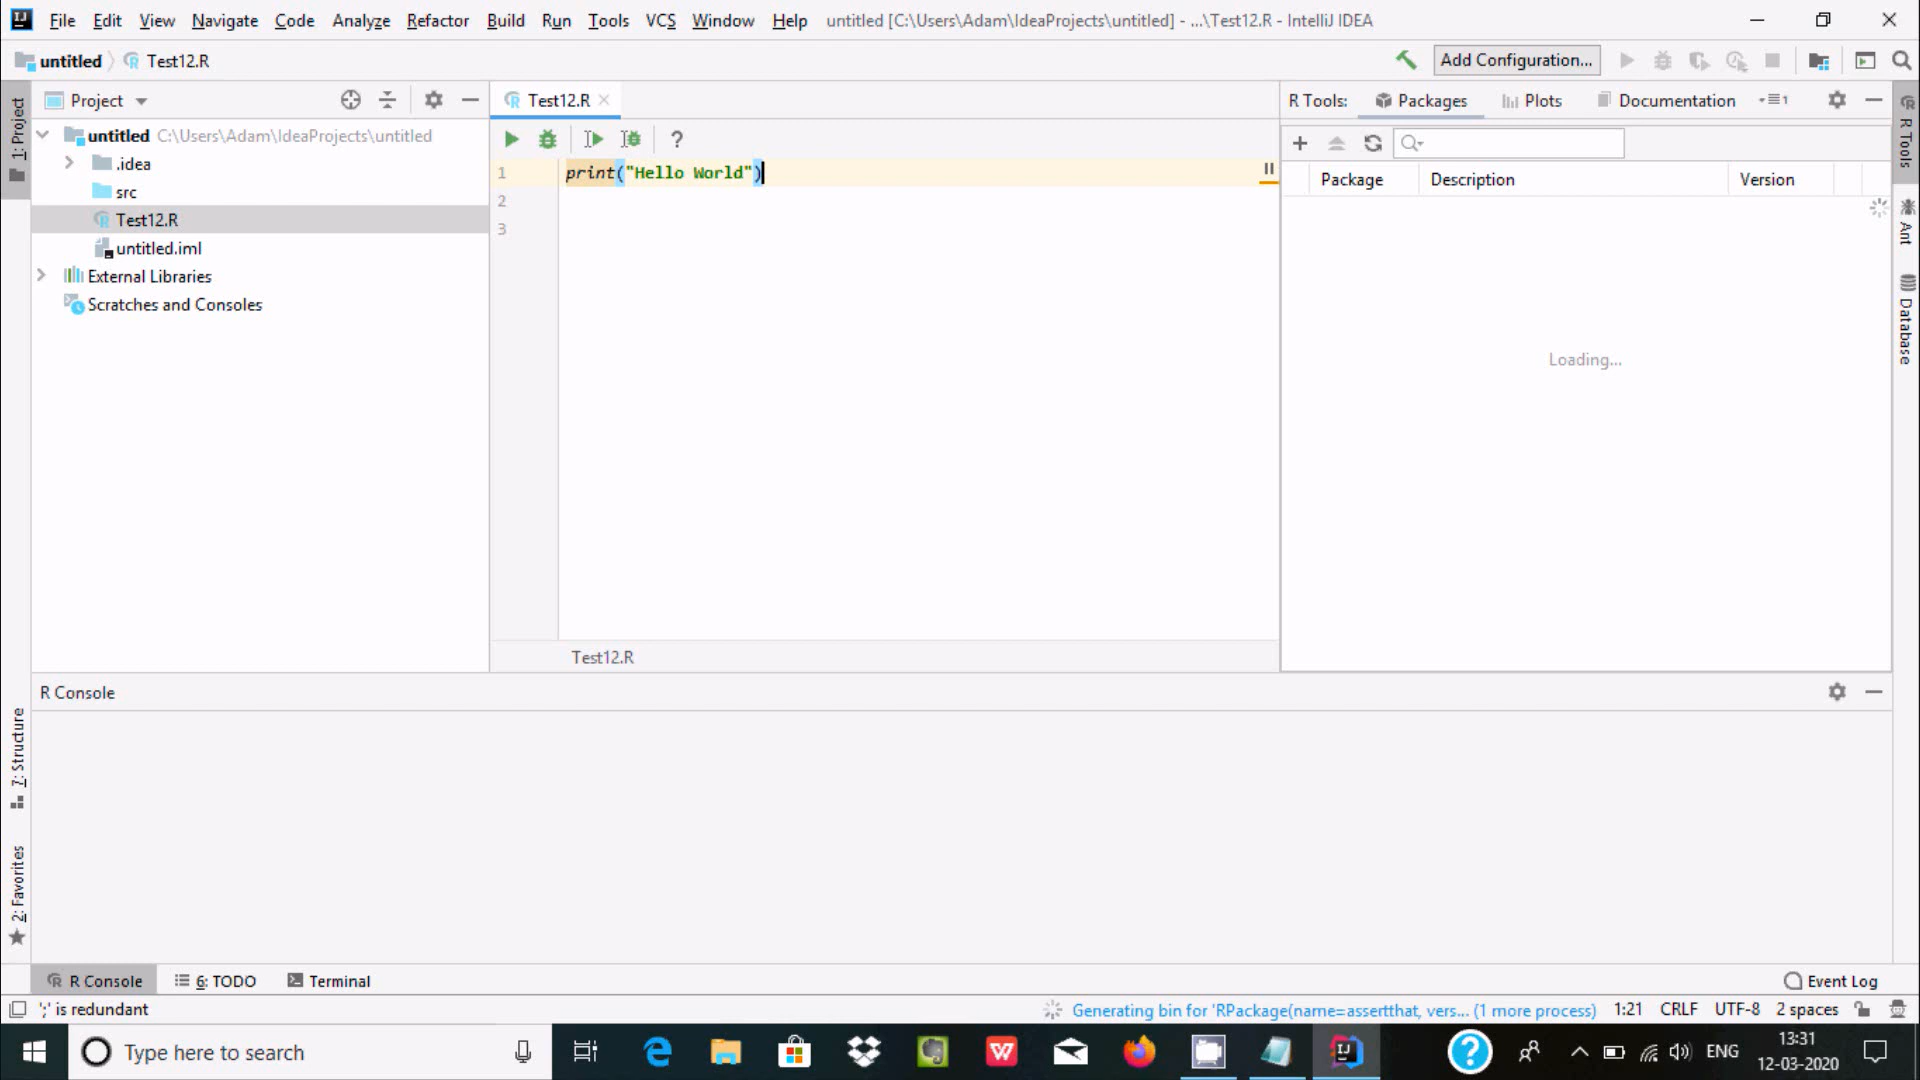 File Edit View Navigate Code Analyze Refactor Build Run Tools VCS Window Help untitled [C:\Users\Adam\IdeaProjects\untitled] - ...\Test12.R - IntelliJ IDEA
untitled Test12.R Add Configuration...
Project
Test12.R
R Tools: Packages Plots Documentation
1: Project
untitled C:\Users\Adam\IdeaProjects\untitled
.idea
src
Test12.R
untitled.iml
External Libraries
Scratches and Consoles
1 print("Hello World")
2
3
Test12.R
Package Description Version
Loading...
R Tools
Ant
Database
R Console
7: Structure
2: Favorites
R Console 6: TODO Terminal Event Log
';' is redundant Generating bin for 'RPackage(name=assertthat, vers... (1 more process) 1:21 CRLF UTF-8 2 spaces
Type here to search ENG 13:31
12-03-2020